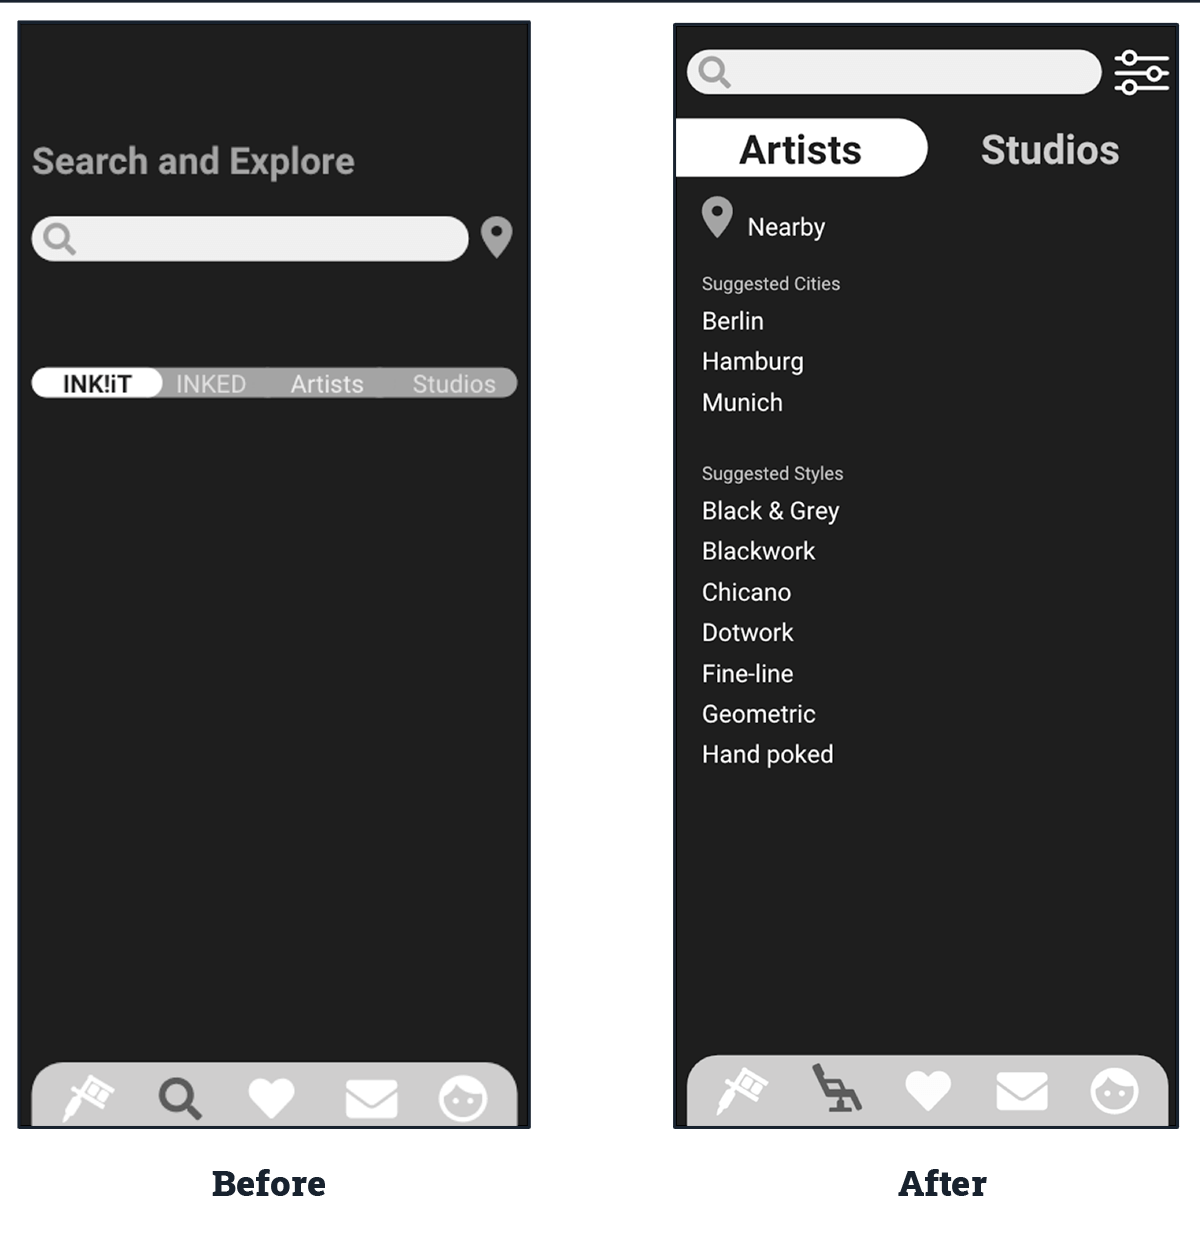 Search and Explore
INK!iT INKED Artists Studios
Before
Artists Studios
Nearby
Suggested Cities
Berlin
Hamburg
Munich
Suggested Styles
Black & Grey
Blackwork
Chicano
Dotwork
Fine-line
Geometric
Hand poked
After